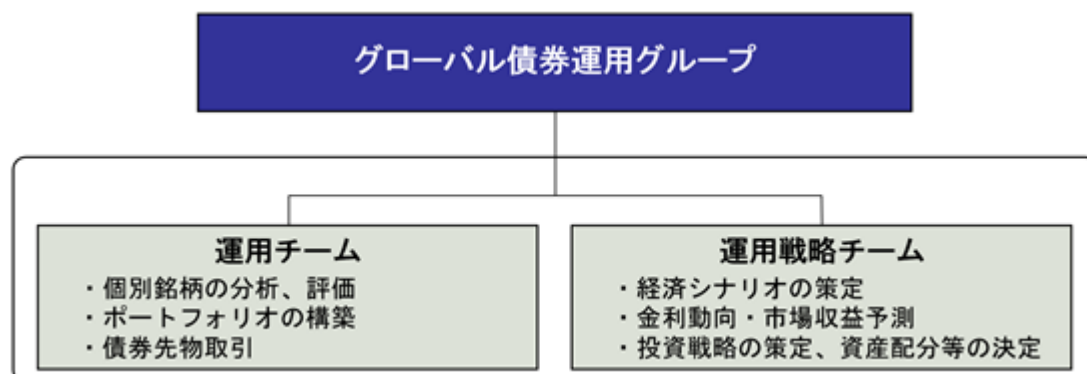 グローバル債券運用グループ
運用チーム
・個別銘柄の分析、評価
・ポートフォリオの構築
・債券先物取引
運用戦略チーム
・経済シナリオの策定
・金利動向・市場収益予測
・投資戦略の策定、資産配分等の決定